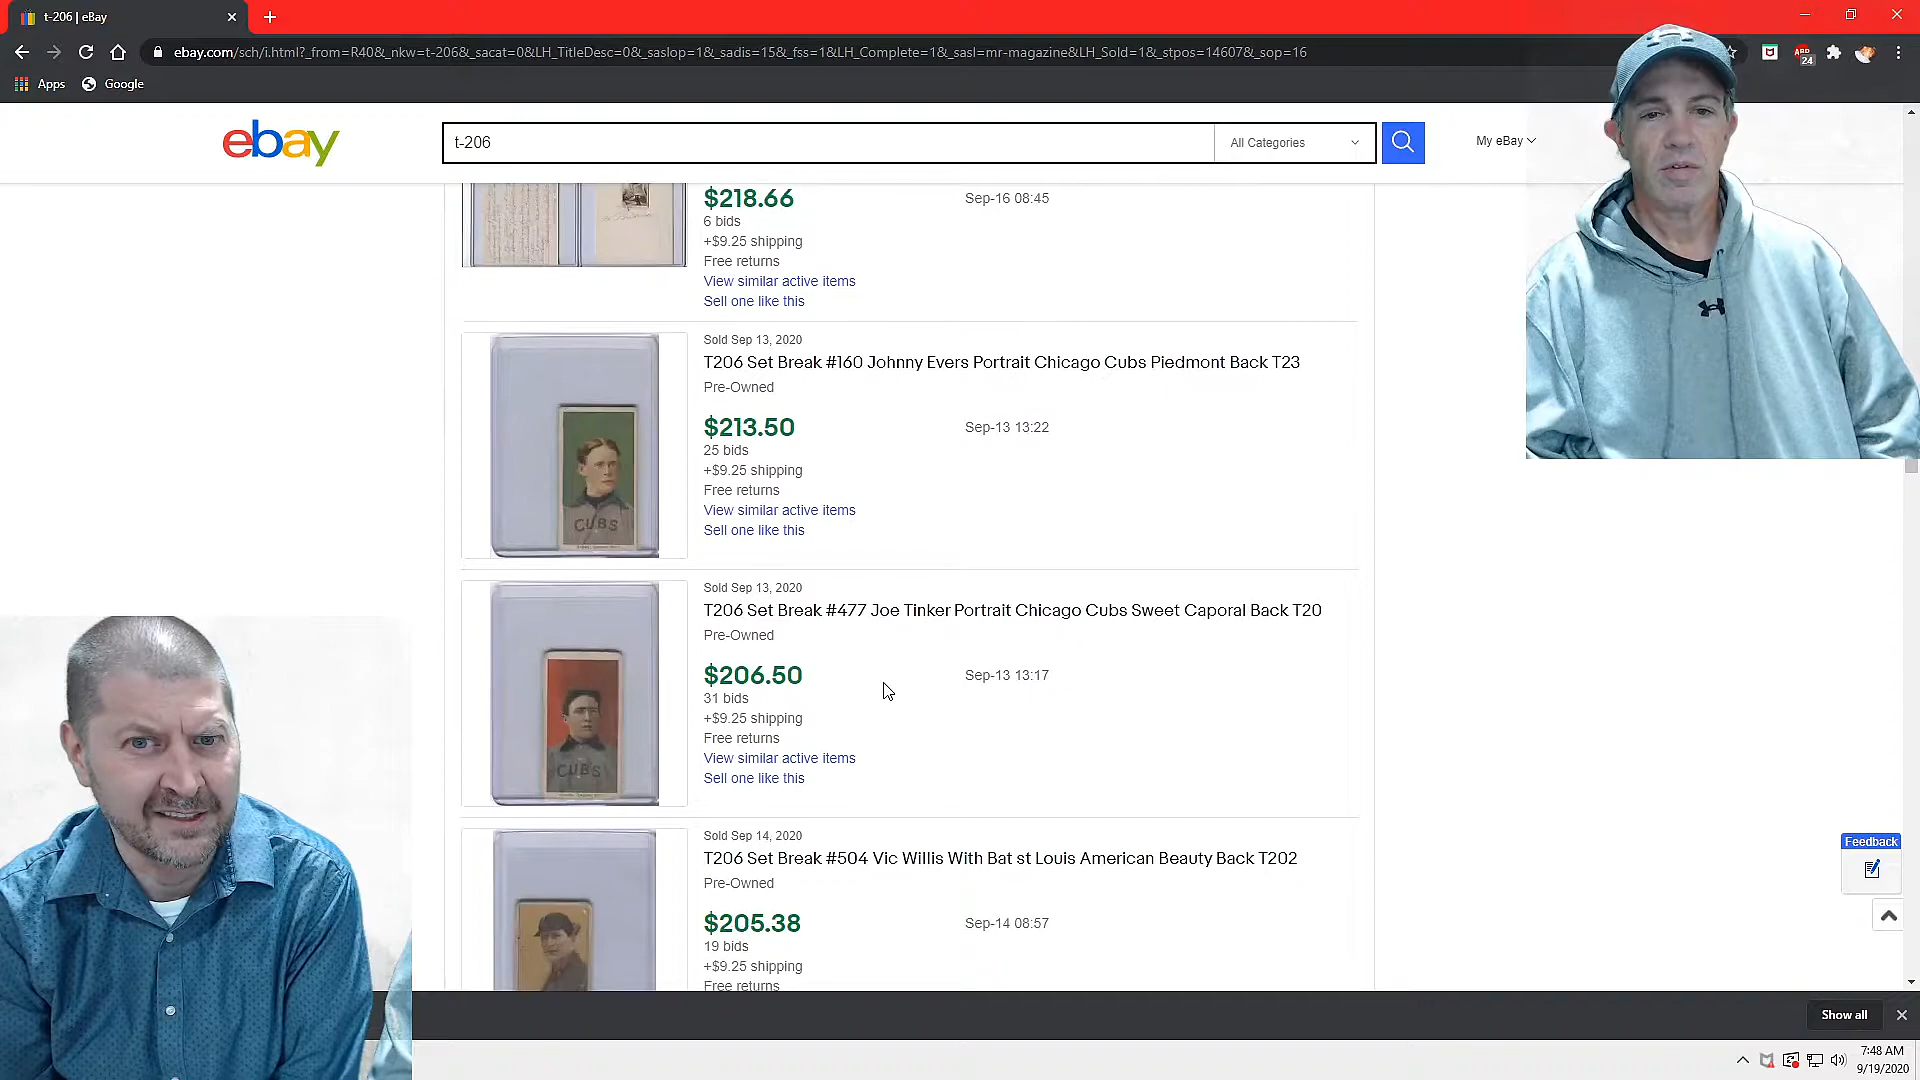 t-206 | eBay
ebay.com/sch/i.html?_from=R40&_nkw=t-206&_sacat=0&LH_TitleDesc=0&_saslop=1&_sadis=15&_fss=1&LH_Complete=1&_sasl=mr-magazine&LH_Sold=1&_stpos=14607&_sop=16
24
Apps
Google
ebay
t-206
All Categories
My eBay
$218.66
Sep-16 08:45
6 bids
+$9.25 shipping
Free returns
View similar active items
Sell one like this
Sold Sep 13, 2020
T206 Set Break #160 Johnny Evers Portrait Chicago Cubs Piedmont Back T23
Pre-Owned
$213.50
Sep-13 13:22
25 bids
+$9.25 shipping
Free returns
View similar active items
Sell one like this
CUBS
Sold Sep 13, 2020
T206 Set Break #477 Joe Tinker Portrait Chicago Cubs Sweet Caporal Back T20
Pre-Owned
$206.50
Sep-13 13:17
31 bids
+$9.25 shipping
Free returns
View similar active items
Sell one like this
CUBS
Sold Sep 14, 2020
T206 Set Break #504 Vic Willis With Bat st Louis American Beauty Back T202
Pre-Owned
$205.38
Sep-14 08:57
19 bids
+$9.25 shipping
Free returns
Feedback
Show all
7:48 AM
9/19/2020